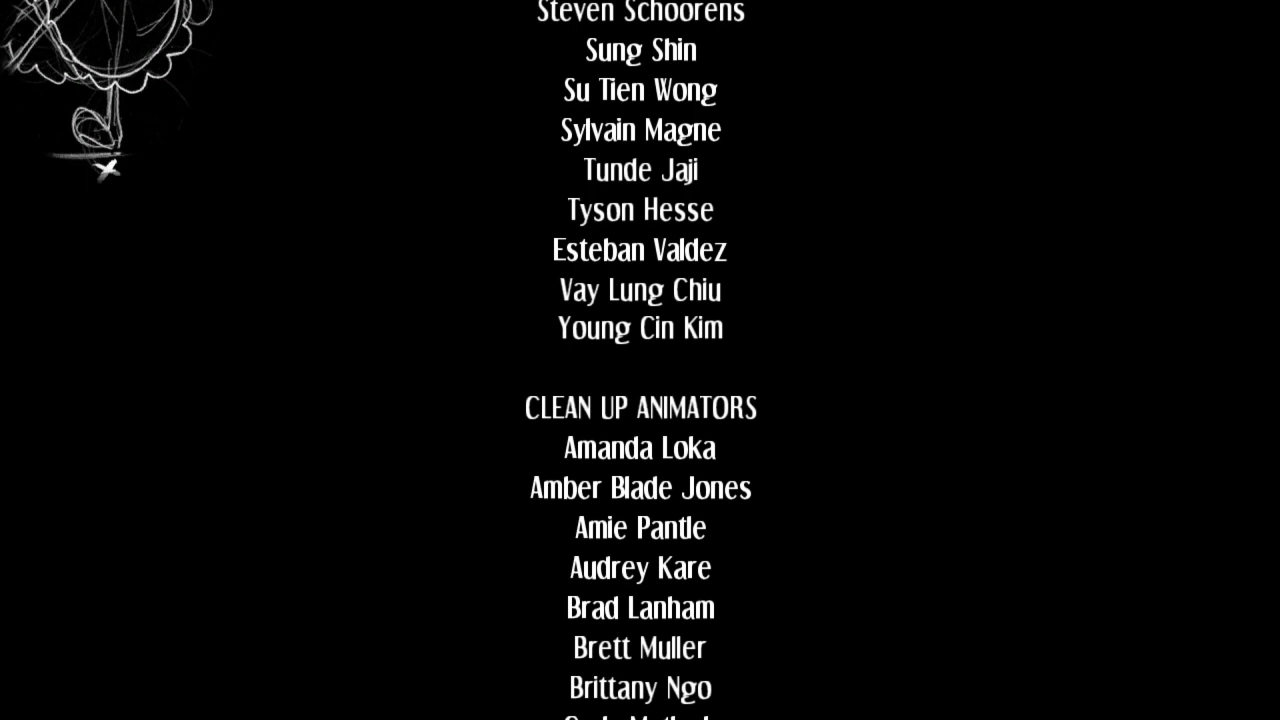 Steven Schoorens
Sung Shin
Su Tien Wong
Sylvain Magne
Tunde Jaji
Tyson Hesse
Esteban Valdez
Vay Lung Chiu
Young Cin Kim
CLEAN UP ANIMATORS
Amanda Loka
Amber Blade Jones
Amie Pantle
Audrey Kare
Brad Lanham
Brett Muller
Brittany Ngo